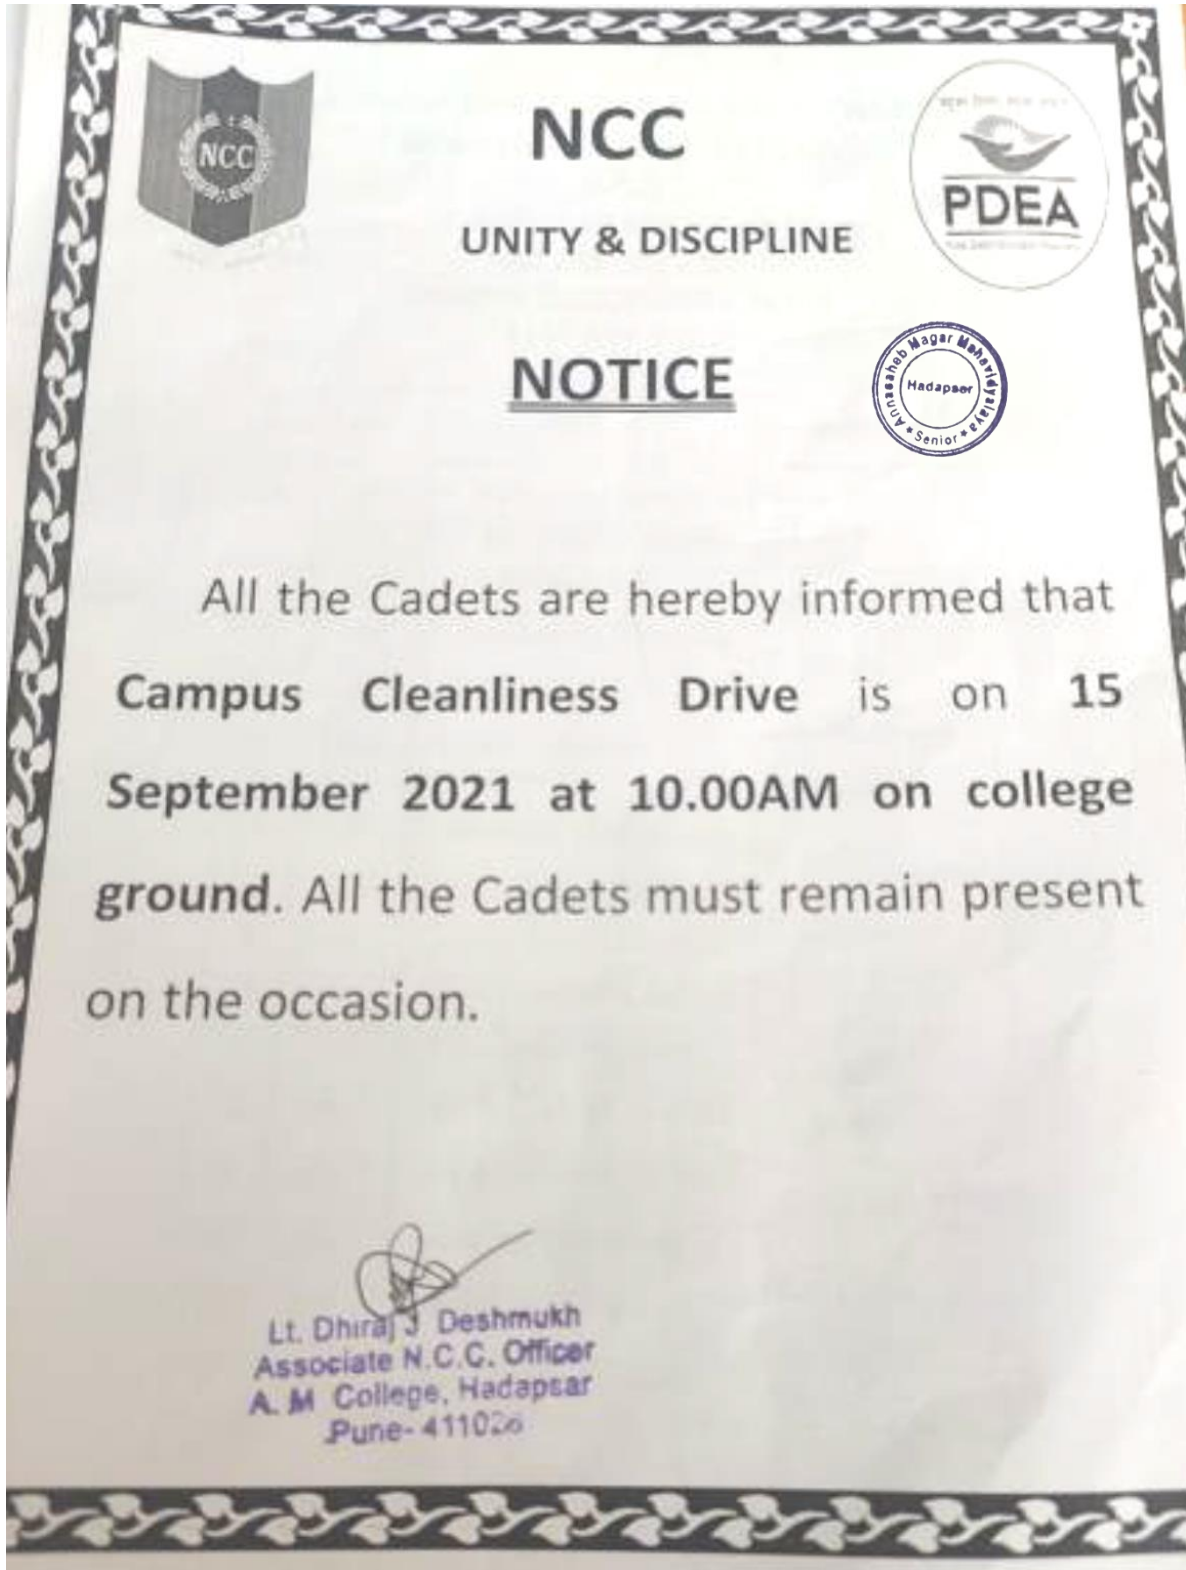 NCC
NCC
UNITY & DISCIPLINE
PDEA
NOTICE
Annasaheb Magar Mahavidyalaya
Hadapsar
★ Senior ★
All the Cadets are hereby informed that
Campus Cleanliness Drive is on 15
September 2021 at 10.00AM on college
ground. All the Cadets must remain present
on the occasion.
Lt. Dhiraj J Deshmukh
Associate N.C.C. Officer
A. M College, Hadapsar
Pune- 411028